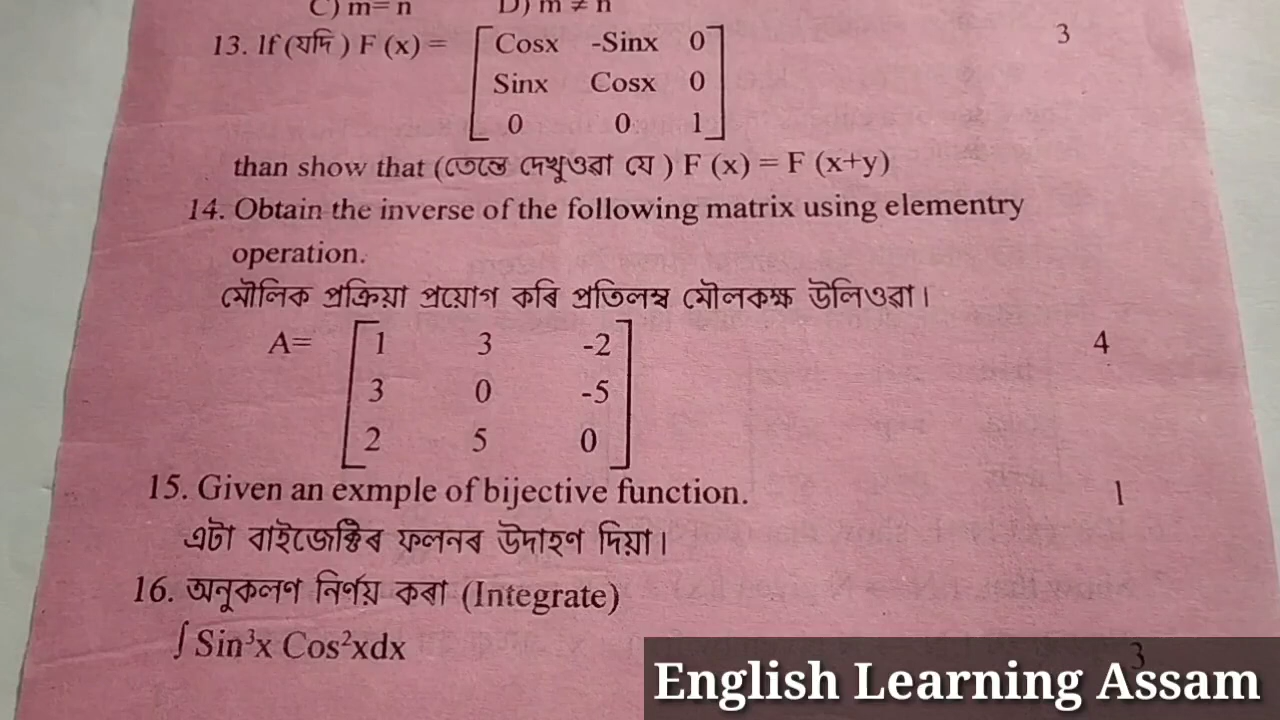 C) m= n D) m ≠ n
13. If (যদি ) F (x) = [ Cosx -Sinx 0 ] 3
Sinx Cosx 0
0 0 1
than show that (তেন্তে দেখুওৱা যে ) F (x) = F (x+y)
14. Obtain the inverse of the following matrix using elementry
operation.
মৌলিক প্ৰক্ৰিয়া প্ৰয়োগ কৰি প্ৰতিলম্ব মৌলকক্ষ উলিওৱা।
A= [ 1 3 -2 ] 4
3 0 -5
2 5 0
15. Given an exmple of bijective function. 1
এটা বাইজেক্টিৰ ফলনৰ উদাহণ দিয়া।
16. অনুকলণ নিৰ্ণয় কৰা (Integrate)
∫ Sin³x Cos²xdx 3
English Learning Assam